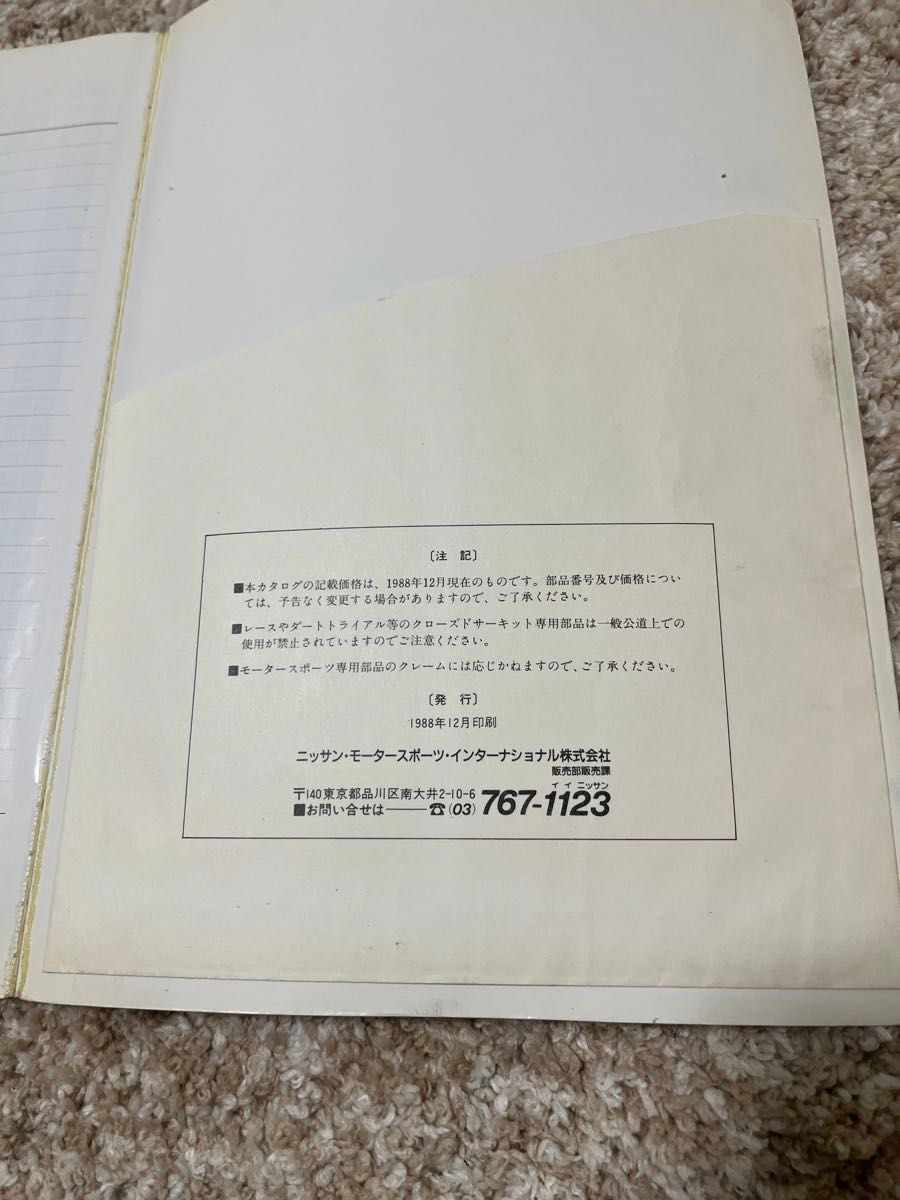 〔注 記〕
■本カタログの記載価格は、1988年12月現在のものです。部品番号及び価格につい
ては、予告なく変更する場合がありますので、ご了承ください。
■レースやダートトライアル等のクローズドサーキット専用部品は一般公道上での
使用が禁止されていますのでご注意ください。
■モータースポーツ専用部品のクレームには応じかねますので、ご了承ください。
〔発 行〕
1988年12月印刷
ニッサン・モータースポーツ・インターナショナル株式会社
販売部販売課
イイ ニッサン
〒140東京都品川区南大井2-10-6
■お問い合せは――☎(03)767-1123